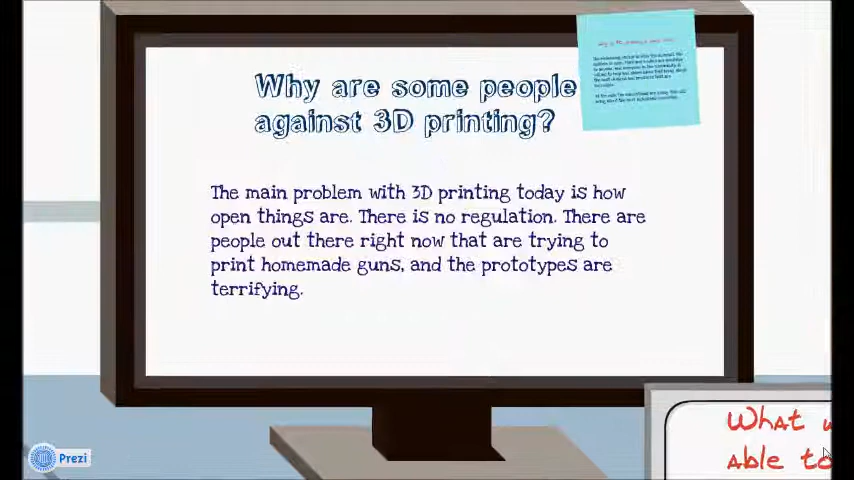 Why are some people
against 3D printing?
The main problem with 3D printing today is how
open things are. There is no regulation. There are
people out there right now that are trying to
print homemade guns, and the prototypes are
terrifying.
What
able to
Prezi